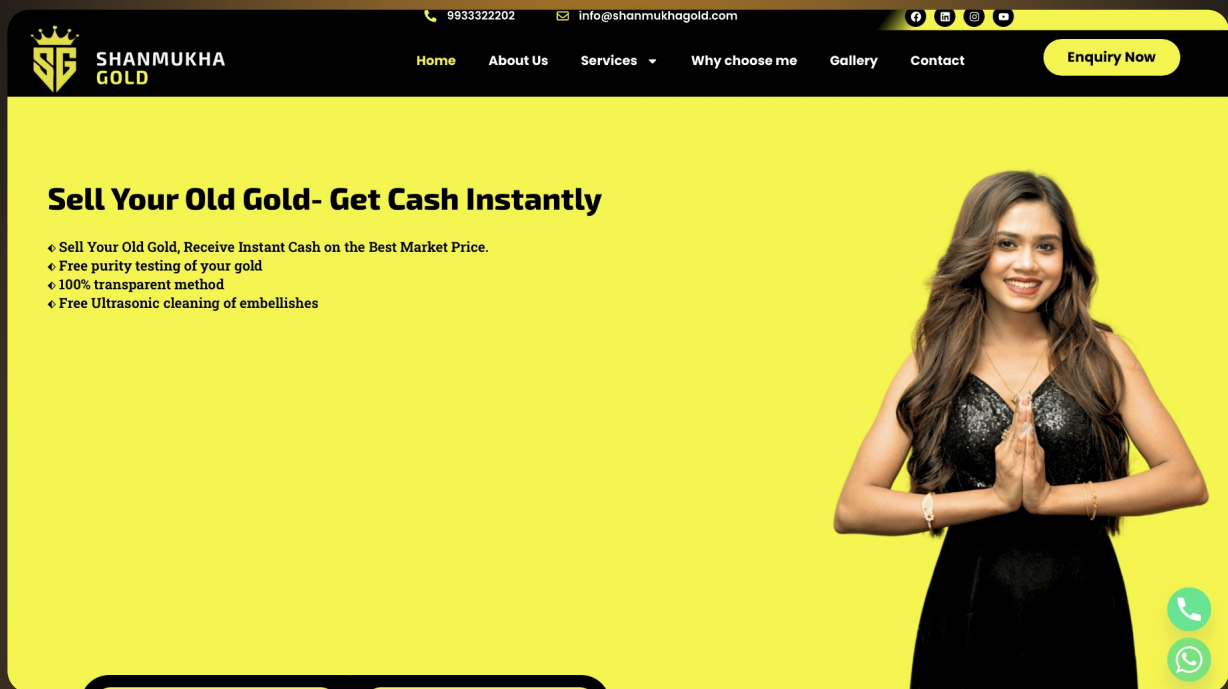 9933322202
info@shanmukhagold.com
SG
SHANMUKHA
GOLD
Home
About Us
Services
Why choose me
Gallery
Contact
Enquiry Now
Sell Your Old Gold- Get Cash Instantly
Sell Your Old Gold, Receive Instant Cash on the Best Market Price.
Free purity testing of your gold
100% transparent method
Free Ultrasonic cleaning of embellishes